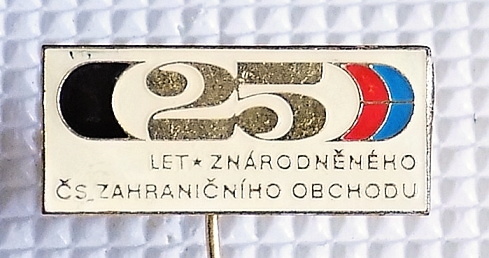 25
LET★ZNÁRODNĚNÉHO
ČS. ZAHRANIČNÍHO OBCHODU